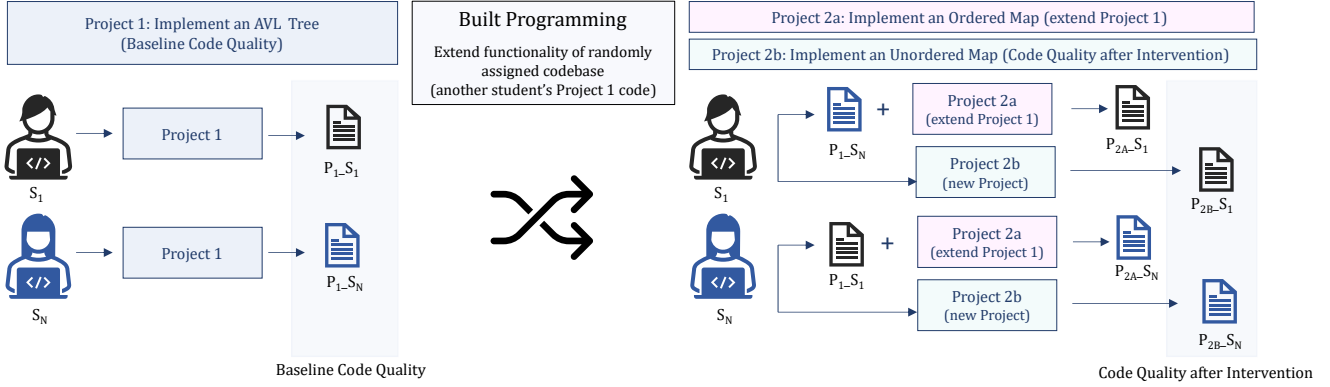 Project 1: Implement an AVL Tree
(Baseline Code Quality)
Built Programming
Extend functionality of randomly
assigned codebase
(another student's Project 1 code)
Project 2a: Implement an Ordered Map (extend Project 1)
Project 2b: Implement an Unordered Map (Code Quality after Intervention)
</>
Project 1
P1_S1
S1
</>
Project 1
P1_SN
SN
Baseline Code Quality
</>
S1
P1_SN
+
Project 2a
(extend Project 1)
P2A_S1
Project 2b
(new Project)
P2B_S1
</>
SN
P1_S1
+
Project 2a
(extend Project 1)
P2A_SN
Project 2b
(new Project)
P2B_SN
Code Quality after Intervention